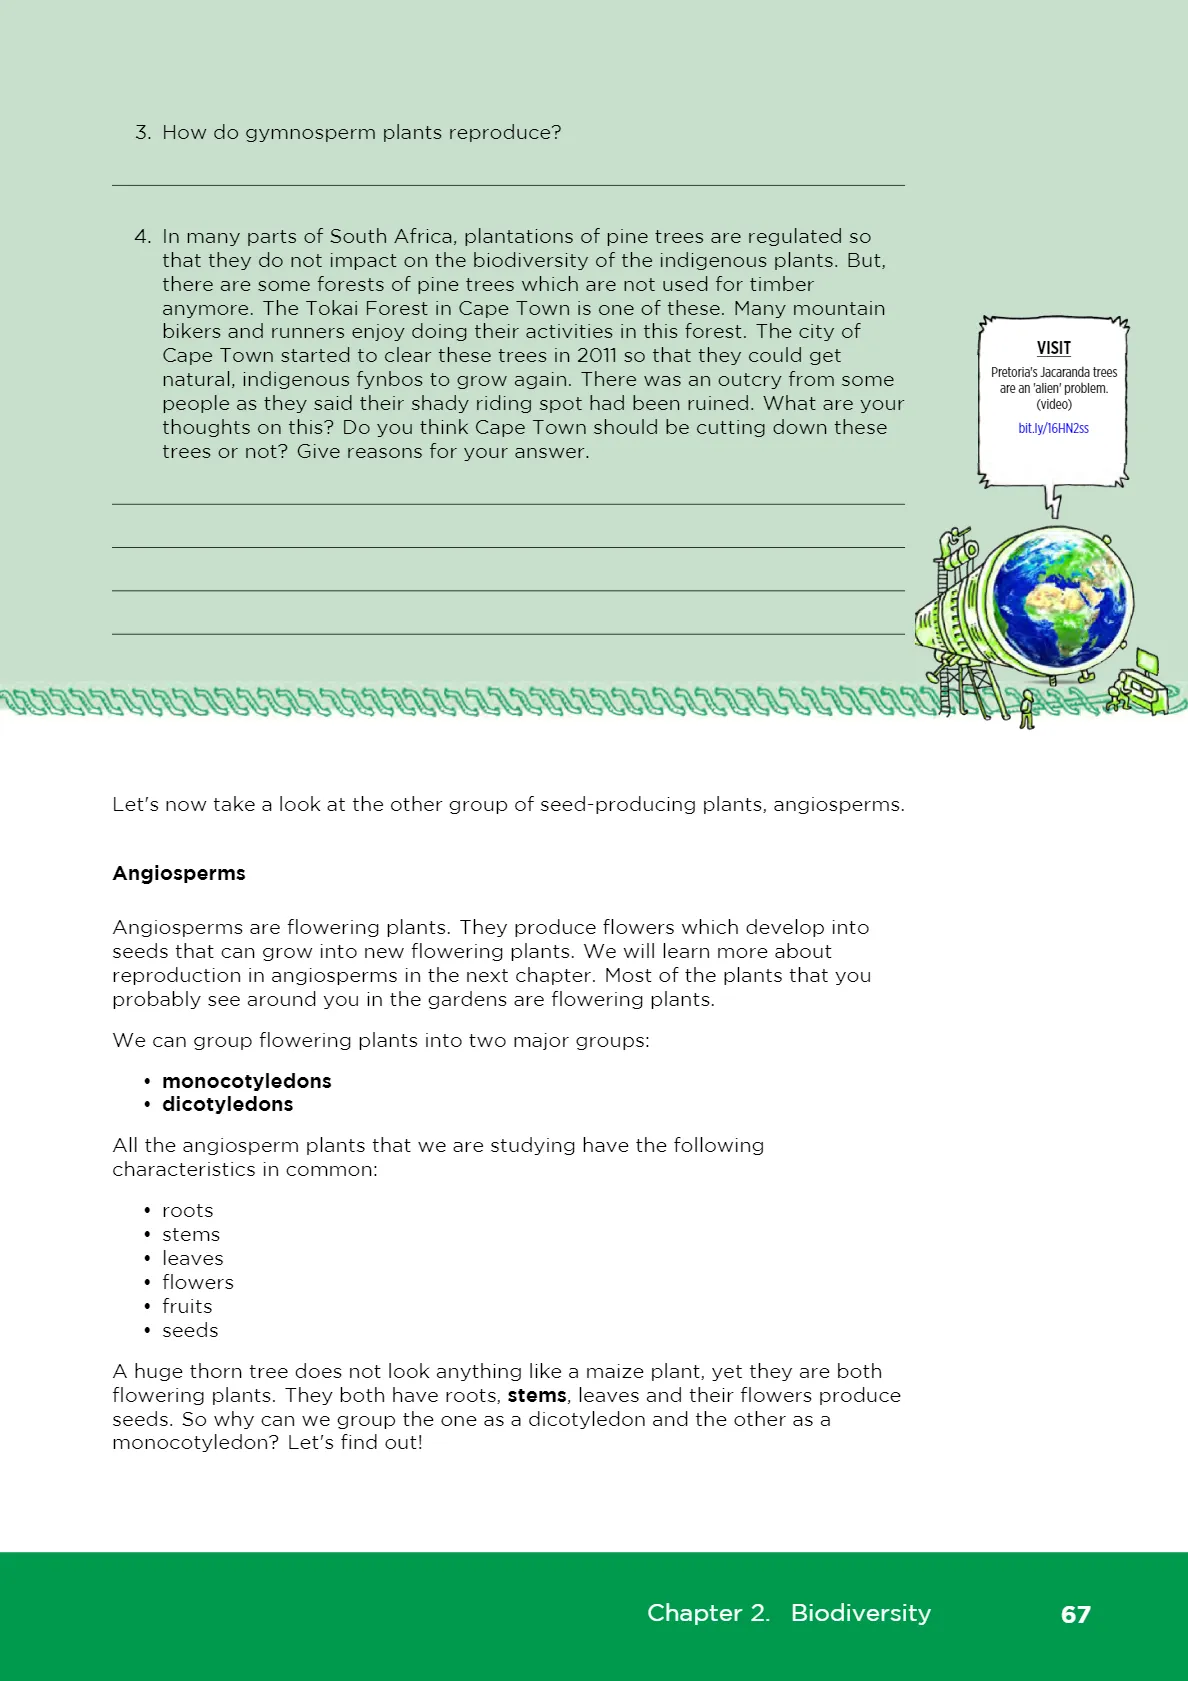 3. How do gymnosperm plants reproduce?
4. In many parts of South Africa, plantations of pine trees are regulated so
that they do not impact on the biodiversity of the indigenous plants. But,
there are some forests of pine trees which are not used for timber
anymore. The Tokai Forest in Cape Town is one of these. Many mountain
bikers and runners enjoy doing their activities in this forest. The city of
Cape Town started to clear these trees in 2011 so that they could get
natural, indigenous fynbos to grow again. There was an outcry from some
people as they said their shady riding spot had been ruined. What are your
thoughts on this? Do you think Cape Town should be cutting down these
trees or not? Give reasons for your answer.
VISIT
Pretoria's Jacaranda trees
are an 'alien' problem.
(video)
bit.ly/16HN2ss
Let's now take a look at the other group of seed-producing plants, angiosperms.
Angiosperms
Angiosperms are flowering plants. They produce flowers which develop into
seeds that can grow into new flowering plants. We will learn more about
reproduction in angiosperms in the next chapter. Most of the plants that you
probably see around you in the gardens are flowering plants.
We can group flowering plants into two major groups:
• monocotyledons
• dicotyledons
All the angiosperm plants that we are studying have the following
characteristics in common:
• roots
• stems
• leaves
• flowers
• fruits
• seeds
A huge thorn tree does not look anything like a maize plant, yet they are both
flowering plants. They both have roots, stems, leaves and their flowers produce
seeds. So why can we group the one as a dicotyledon and the other as a
monocotyledon? Let's find out!
Chapter 2. Biodiversity 67